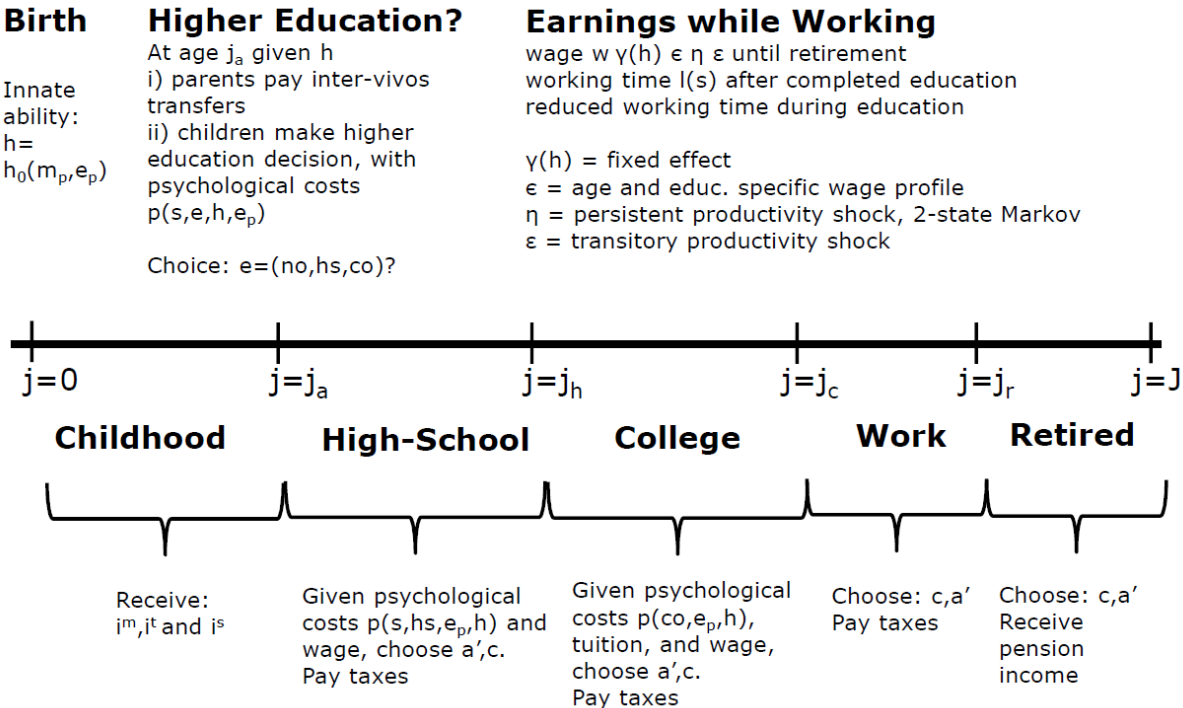 Birth
Innate
ability:
h=
h₀(mₚ,eₚ)
Higher Education?
At age jₐ given h
i) parents pay inter-vivos
transfers
ii) children make higher
education decision, with
psychological costs
p(s,e,h,eₚ)
Choice: e=(no,hs,co)?
Earnings while Working
wage w γ(h) ϵ η ε until retirement
working time l(s) after completed education
reduced working time during education
γ(h) = fixed effect
ϵ = age and educ. specific wage profile
η = persistent productivity shock, 2-state Markov
ε = transitory productivity shock
j=0
j=jₐ
j=jₕ
j=j_c
j=jᵣ
j=J
Childhood
High-School
College
Work
Retired
Receive:
iᵐ,iᵗ and iˢ
Given psychological
costs p(s,hs,eₚ,h) and
wage, choose a’,c.
Pay taxes
Given psychological
costs p(co,eₚ,h),
tuition, and wage,
choose a’,c.
Pay taxes
Choose: c,a’
Pay taxes
Choose: c,a’
Receive
pension
income